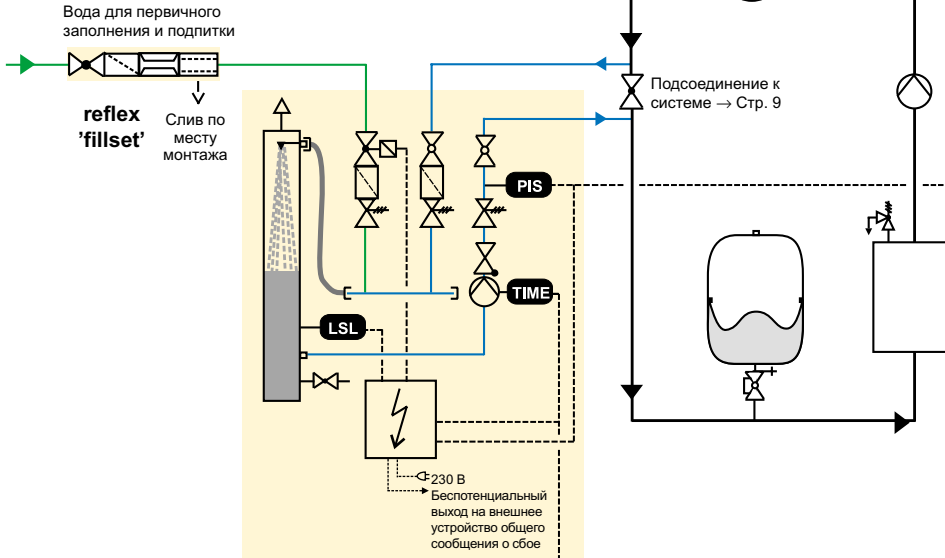 Вода для первичного
заполнения и подпитки
reflex
'fillset'
Слив по
месту
монтажа
Подсоединение к
системе → Стр. 9
PIS
TIME
LSL
230 В
Беспотенциальный
выход на внешнее
устройство общего
сообщения о сбое